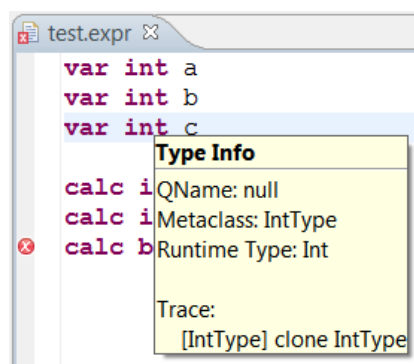 test.expr
var int a
var int b
var int c
Type Info
calc i
QName: null
calc i
Metaclass: IntType
calc b
Runtime Type: Int
Trace:
[IntType] clone IntType